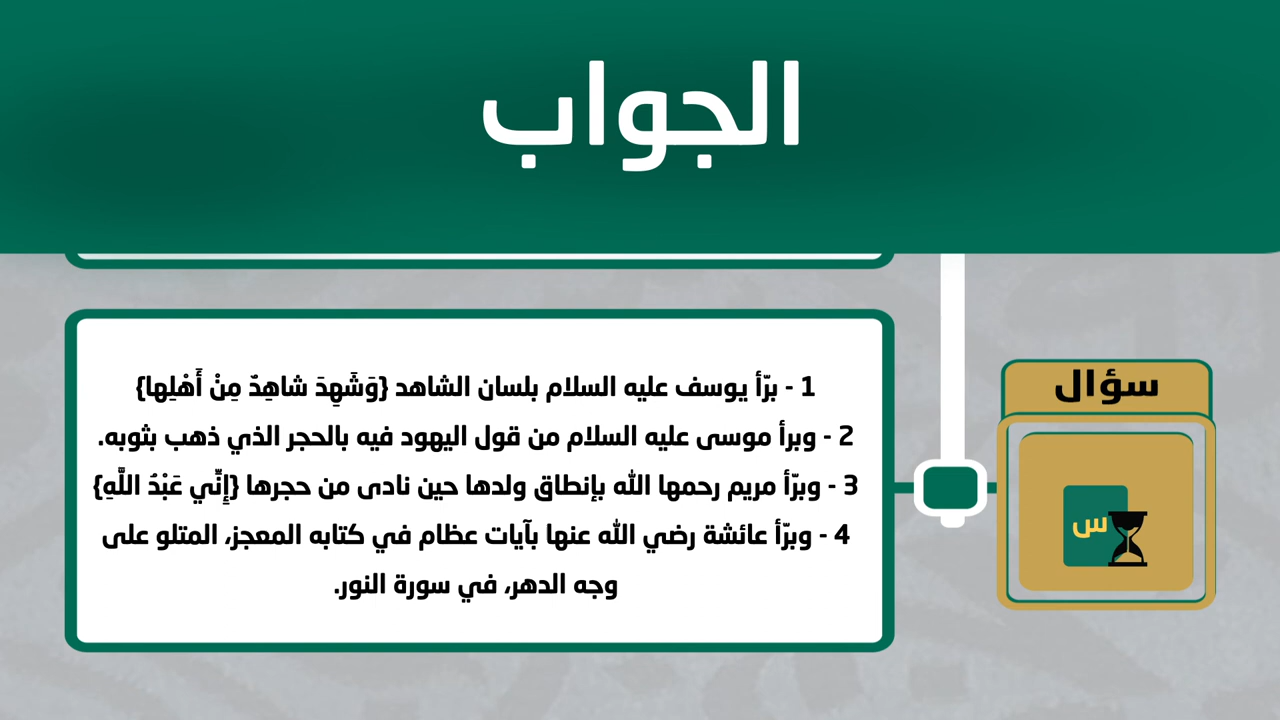 الجواب
سؤال
س
1 - برّأ يوسف عليه السلام بلسان الشاهد {وَشَهِدَ شاهِدٌ مِنْ أَهْلِها}
2 - وبرأ موسى عليه السلام من قول اليهود فيه بالحجر الذي ذهب بثوبه.
3 - وبرّأ مريم رحمها الله بإنطاق ولدها حين نادى من حجرها {إِنِّي عَبْدُ اللَّهِ}
4 - وبرّأ عائشة رضي الله عنها بآيات عظام في كتابه المعجز، المتلو على
وجه الدهر، في سورة النور.